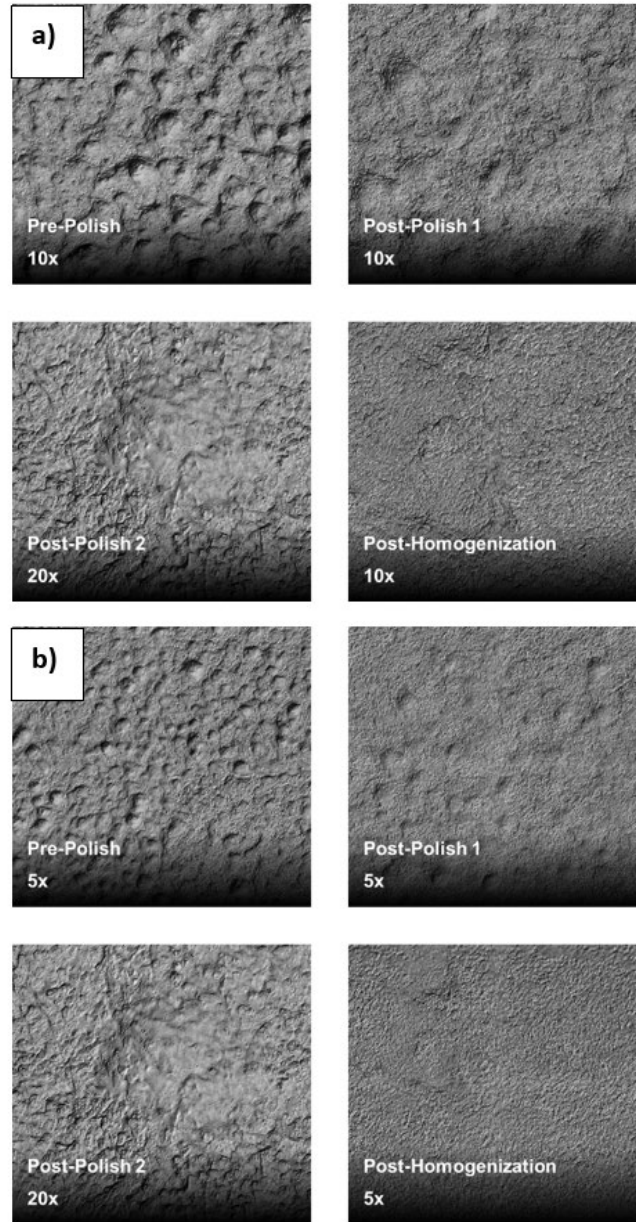 a)
Pre-Polish
10x
Post-Polish 1
10x
Post-Polish 2
20x
Post-Homogenization
10x
b)
Pre-Polish
5x
Post-Polish 1
5x
Post-Polish 2
20x
Post-Homogenization
5x